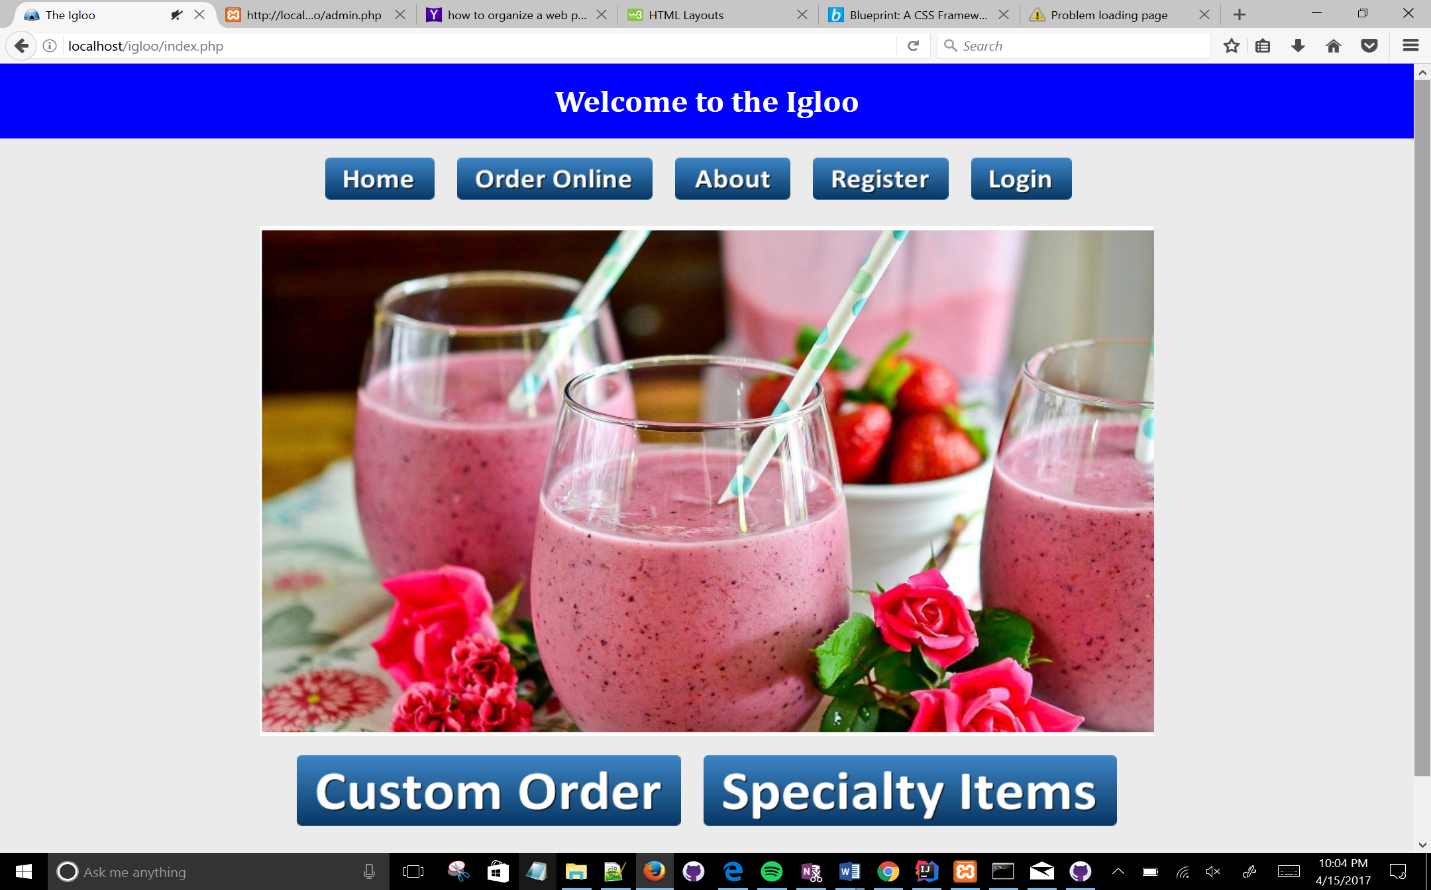 The Igloo
http://local...o/admin.php
how to organize a web p...
HTML Layouts
Blueprint: A CSS Framew...
Problem loading page
localhost/igloo/index.php
Search
Welcome to the Igloo
Home
Order Online
About
Register
Login
Custom Order
Specialty Items
Ask me anything
10:04 PM
4/15/2017